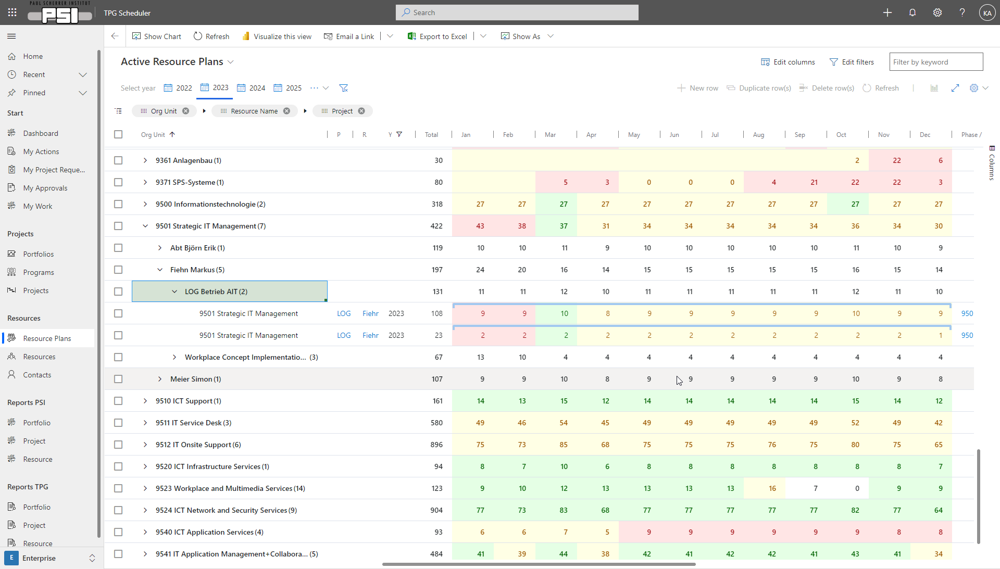 PAUL SCHERRER INSTITUT
PSI
TPG Scheduler
Search
KA
Show Chart
Refresh
Visualize this view
Email a Link
Export to Excel
Show As
Home
Recent
Pinned
Start
Dashboard
My Actions
My Project Reque...
My Approvals
My Work
Projects
Portfolios
Programs
Projects
Resources
Resource Plans
Resources
Contacts
Reports PSI
Portfolio
Project
Resource
Reports TPG
Portfolio
Project
Resource
E Enterprise
Active Resource Plans
Edit columns
Edit filters
Filter by keyword
Select year 2022 2023 2024 2025 ...
New row Duplicate row(s) Delete row(s) Refresh
Org Unit Resource Name Project
Org Unit P R Y Total Jan Feb Mar Apr May Jun Jul Aug Sep Oct Nov Dec Phase /
Columns
9361 Anlagenbau (1) 30 2 22 6
9371 SPS-Systeme (1) 80 5 3 0 0 0 4 21 22 22 3
9500 Informationstechnologie (2) 318 27 27 27 27 27 27 27 27 27 27 27 27
9501 Strategic IT Management (7) 422 43 38 37 31 34 34 34 34 34 36 34 30
Abt Björn Erik (1) 119 10 10 11 9 10 10 10 10 10 11 10 9
Fiehn Markus (5) 197 24 20 16 14 15 15 15 15 15 16 15 14
LOG Betrieb AIT (2) 131 11 11 12 10 11 11 11 11 11 12 11 10
9501 Strategic IT Management LOG Fiehr 2023 108 9 9 10 8 9 9 9 9 9 10 9 9 950
9501 Strategic IT Management LOG Fiehr 2023 23 2 2 2 2 2 2 2 2 2 2 2 1 950
Workplace Concept Implementatio... (3) 67 13 10 4 4 4 4 4 4 4 4 4 4
Meier Simon (1) 107 9 9 10 8 9 9 9 9 9 10 9 8
9510 ICT Support (1) 161 14 13 15 12 14 14 14 14 14 15 14 12
9511 IT Service Desk (3) 580 49 46 54 45 49 49 49 49 49 52 49 42
9512 IT Onsite Support (6) 896 75 73 85 68 75 75 75 76 75 80 75 65
9520 ICT Infrastructure Services (1) 94 8 7 10 6 8 8 8 8 8 8 8 7
9523 Workplace and Multimedia Services (14) 123 9 10 12 13 13 13 13 16 7 0 9 9
9524 ICT Network and Security Services (9) 904 77 73 83 68 77 77 77 77 77 82 77 64
9540 ICT Application Services (4) 93 6 6 7 5 9 9 9 9 9 9 8 8
9541 IT Application Management+Collabora... (5) 484 41 39 44 38 42 41 42 42 41 43 41 34